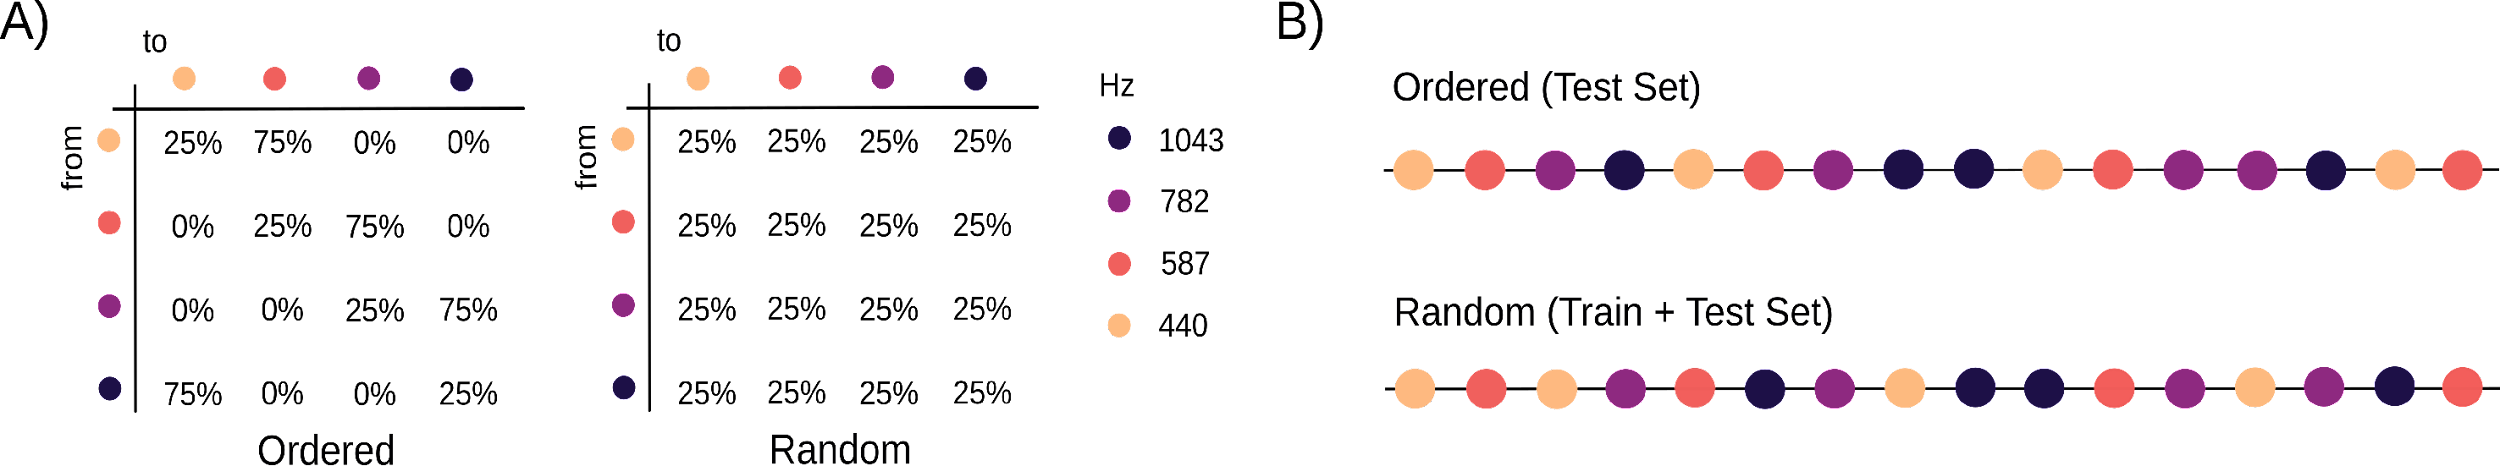 A)
to
from
25% 75% 0% 0%
0% 25% 75% 0%
0% 0% 25% 75%
75% 0% 0% 25%
Ordered
to
from
25% 25% 25% 25%
25% 25% 25% 25%
25% 25% 25% 25%
25% 25% 25% 25%
Random
Hz
1043
782
587
440
B)
Ordered (Test Set)
Random (Train + Test Set)